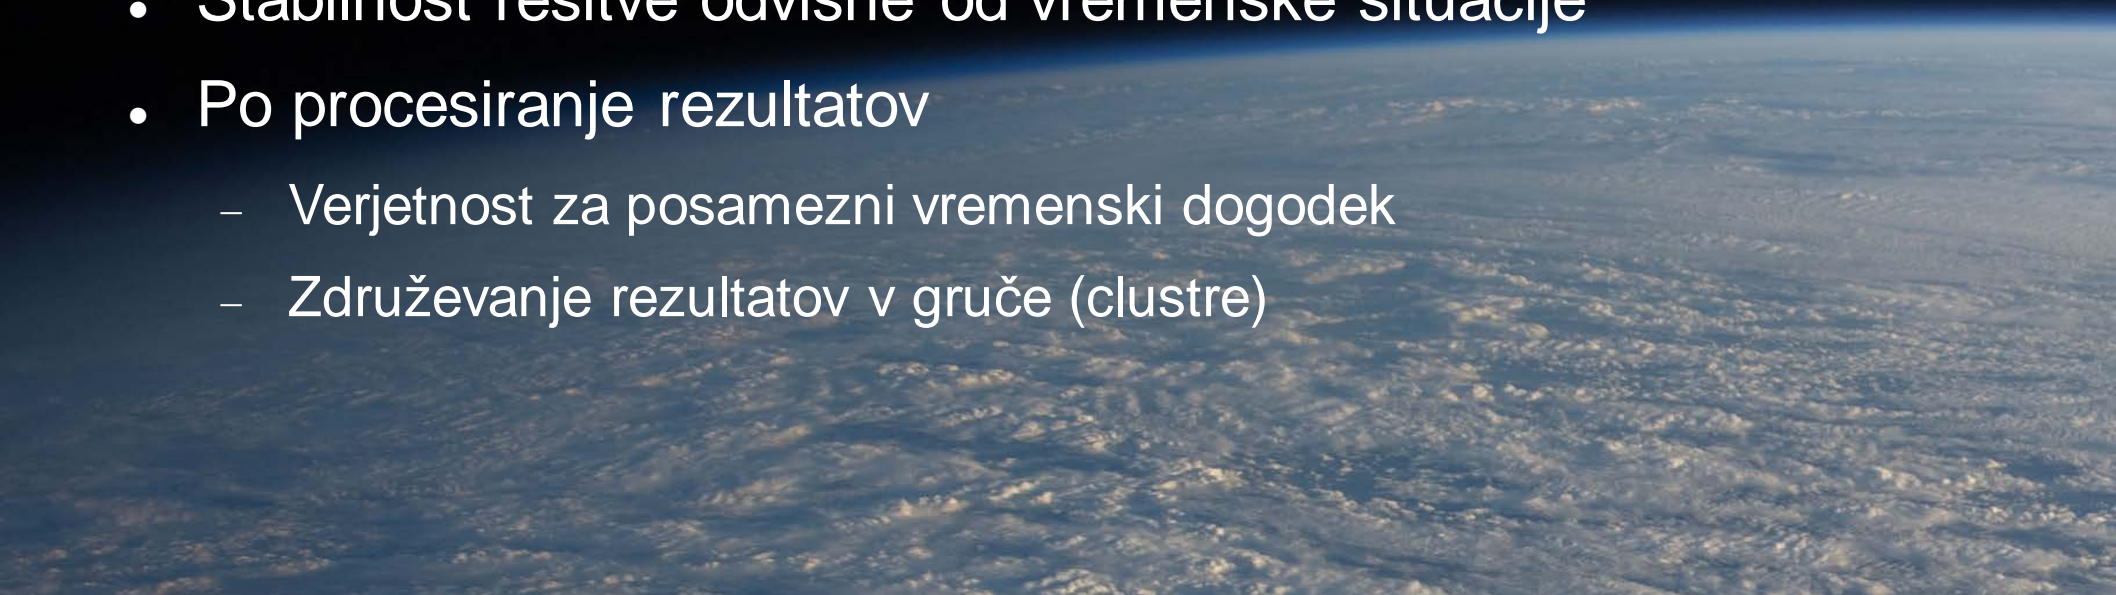 • Stabilnost rešitve odvisne od vremenske situacije
• Po procesiranje rezultatov
– Verjetnost za posamezni vremenski dogodek
– Združevanje rezultatov v gruče (clustre)